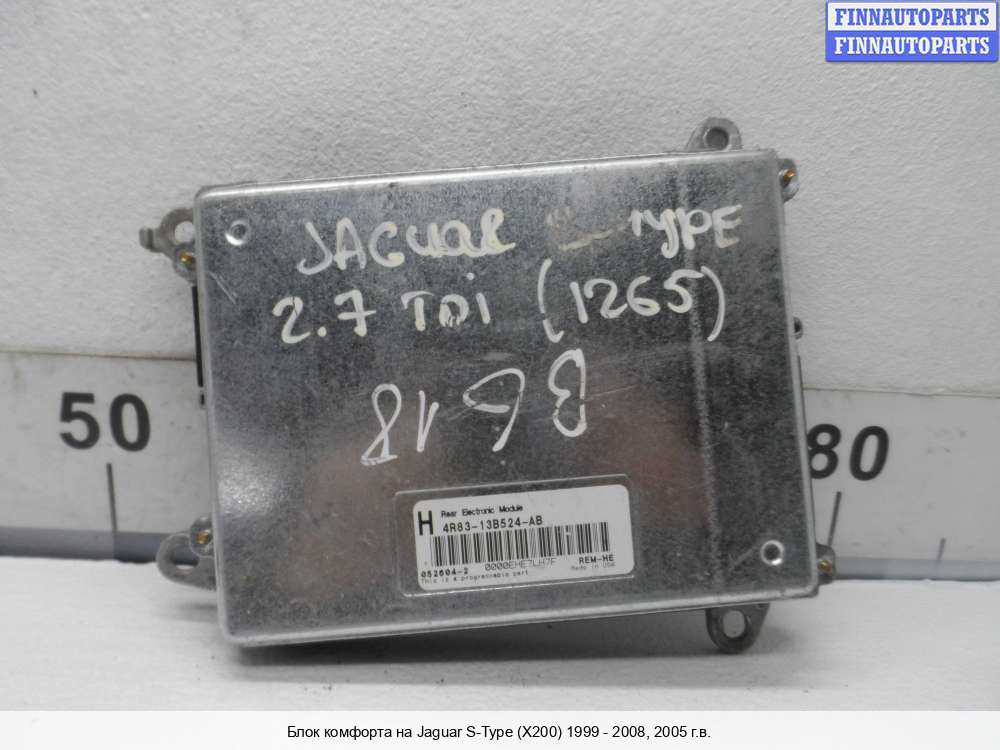 FINNAUTOPARTS
FINNAUTOPARTS
JAGUAR S-TYPE
2.7 TDi (1265)
B618
50
80
H Rear Electronic Module
4R83-13B524-AB
052604-2 0000EHE7LH7F REM-HE
This is a programmable part Made in USA
Блок комфорта на Jaguar S-Type (X200) 1999 - 2008, 2005 г.в.